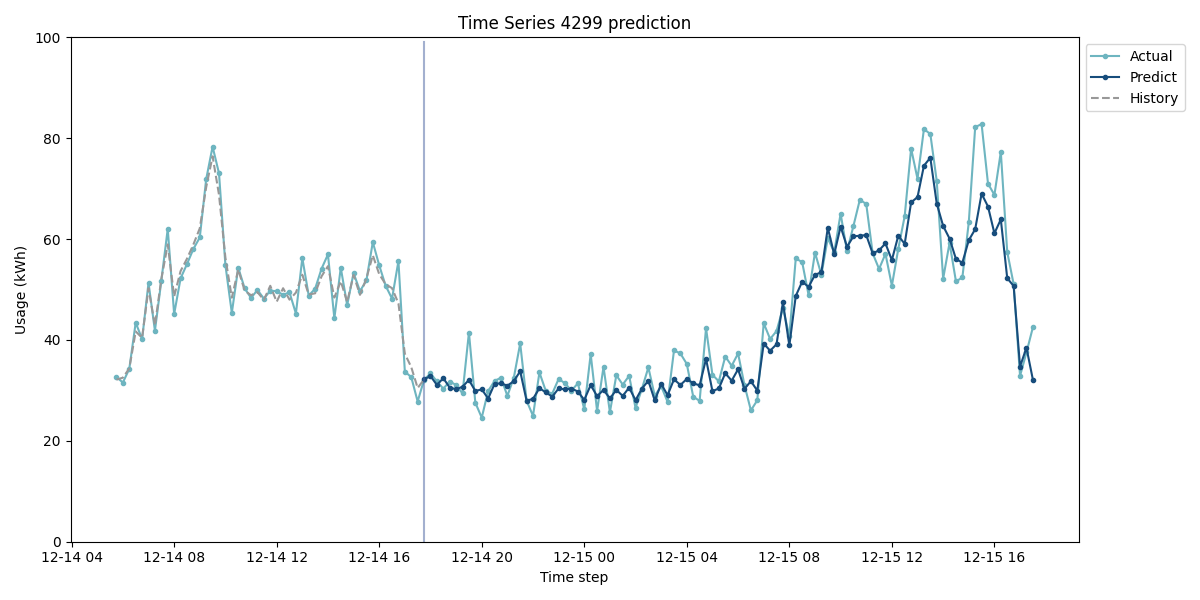 Time Series 4299 prediction
100
80
60
40
20
0
Usage (kWh)
12-14 04
12-14 08
12-14 12
12-14 16
12-14 20
12-15 00
12-15 04
12-15 08
12-15 12
12-15 16
Time step
Actual
Predict
History